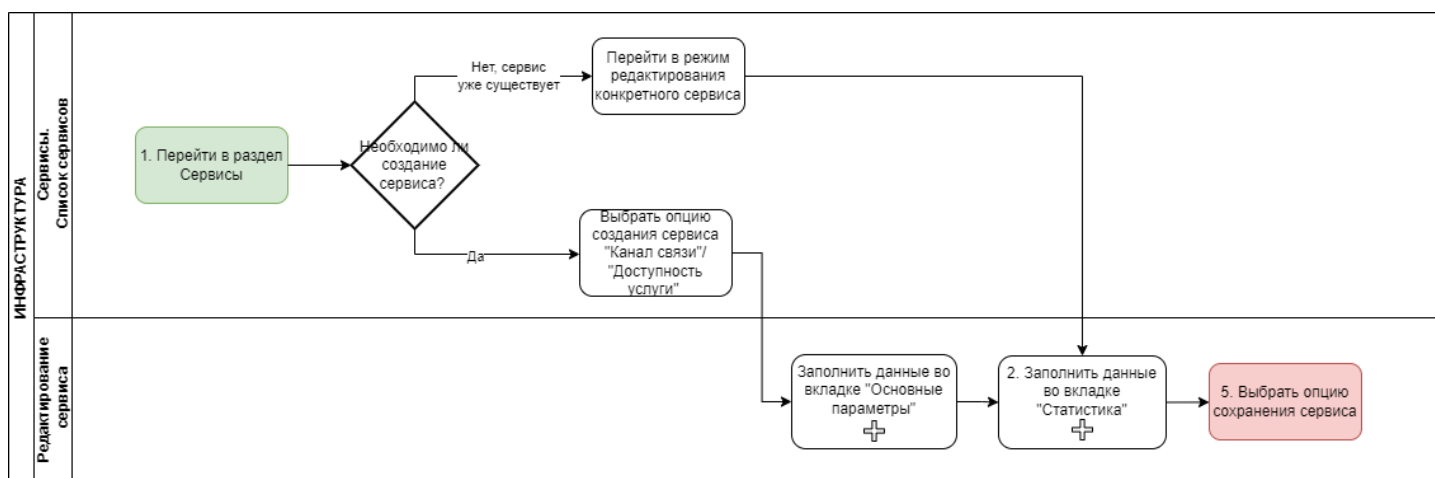 ИНФРАСТРУКТУРА
Сервисы.
Список сервисов
1. Перейти в раздел
Сервисы
Необходимо ли
создание
сервиса?
Нет, сервис
уже существует
Перейти в режим
редактирования
конкретного сервиса
Да
Выбрать опцию
создания сервиса
"Канал связи"/
"Доступность
услуги"
Редактирование
сервиса
Заполнить данные во
вкладке "Основные
параметры"
2. Заполнить данные
во вкладке
"Статистика"
5. Выбрать опцию
сохранения сервиса